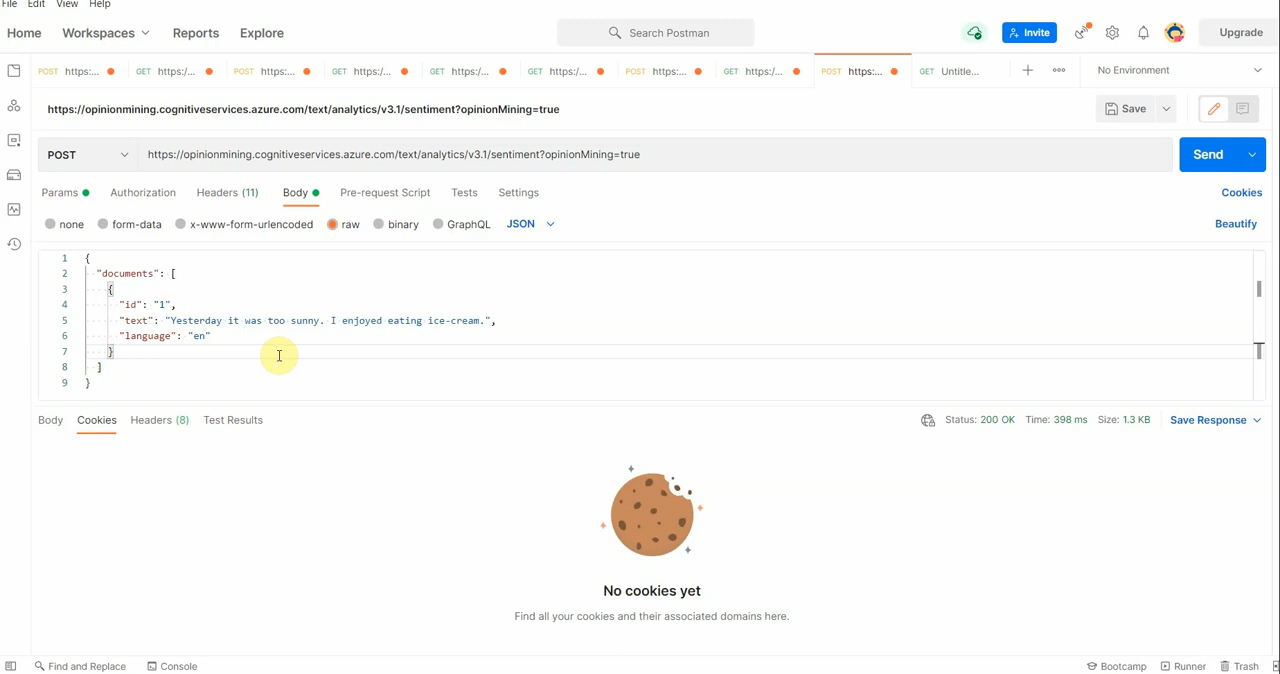 File Edit View Help
Home Workspaces Reports Explore Search Postman Invite Upgrade
POST https:... GET https:/... POST https:... GET https:/... GET https:/... GET https:/... POST https:... GET https:/... POST https:... GET Untitle... No Environment
https://opinionmining.cognitiveservices.azure.com/text/analytics/v3.1/sentiment?opinionMining=true Save
POST https://opinionmining.cognitiveservices.azure.com/text/analytics/v3.1/sentiment?opinionMining=true Send
Params Authorization Headers (11) Body Pre-request Script Tests Settings Cookies
none form-data x-www-form-urlencoded raw binary GraphQL JSON Beautify
1 {
2 "documents": [
3 {
4 "id": "1",
5 "text": "Yesterday it was too sunny. I enjoyed eating ice-cream.",
6 "language": "en"
7 }
8 ]
9 }
Body Cookies Headers (8) Test Results Status: 200 OK Time: 398 ms Size: 1.3 KB Save Response
No cookies yet
Find all your cookies and their associated domains here.
Find and Replace Console Bootcamp Runner Trash